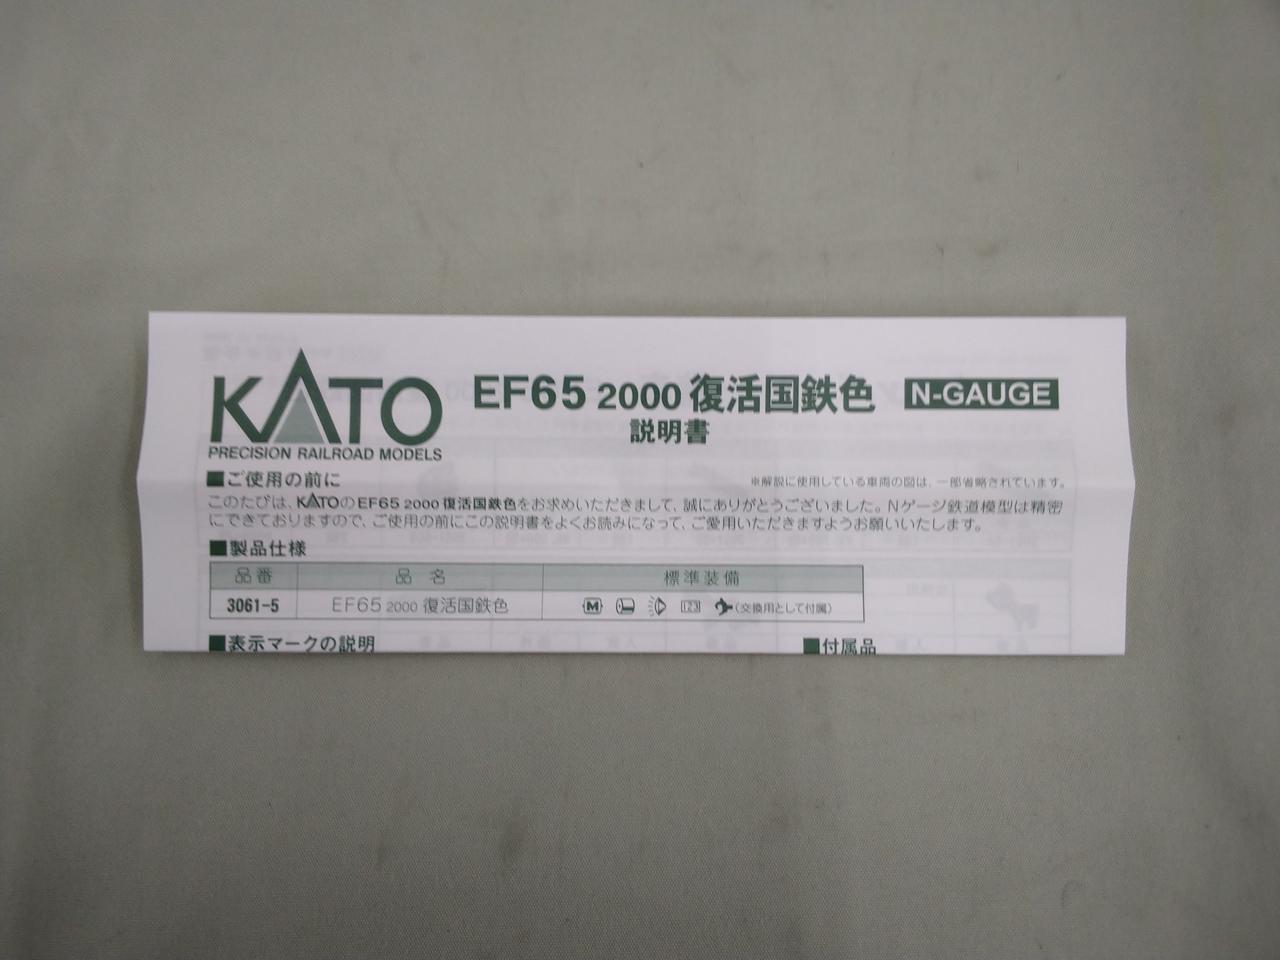 KATO
PRECISION RAILROAD MODELS
EF65 2000 復活国鉄色
説明書
N-GAUGE
■ご使用の前に
※解説に使用している車両の図は、一部省略されています。
このたびは、KATOのEF65 2000 復活国鉄色をお求めいただきまして、誠にありがとうございました。Nゲージ鉄道模型は精密
にできておりますので、ご使用の前にこの説明書をよくお読みになって、ご愛用いただきますようお願いいたします。
■製品仕様
品番 品名 標準装備
3061-5 EF65 2000 復活国鉄色 M 123 (交換用として付属)
■表示マークの説明
■付属品